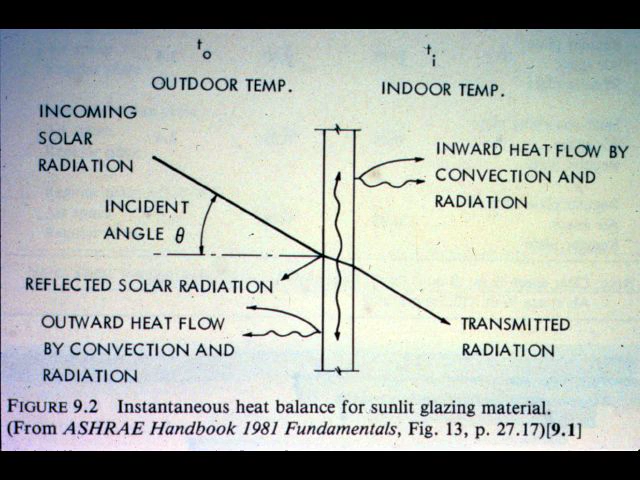 to
ti
OUTDOOR TEMP.
INDOOR TEMP.
INCOMING
SOLAR
RADIATION
INWARD HEAT FLOW BY
CONVECTION AND
RADIATION
INCIDENT
ANGLE θ
REFLECTED SOLAR RADIATION
OUTWARD HEAT FLOW
BY CONVECTION AND
RADIATION
TRANSMITTED
RADIATION
FIGURE 9.2 Instantaneous heat balance for sunlit glazing material.
(From ASHRAE Handbook 1981 Fundamentals, Fig. 13, p. 27.17)[9.1]